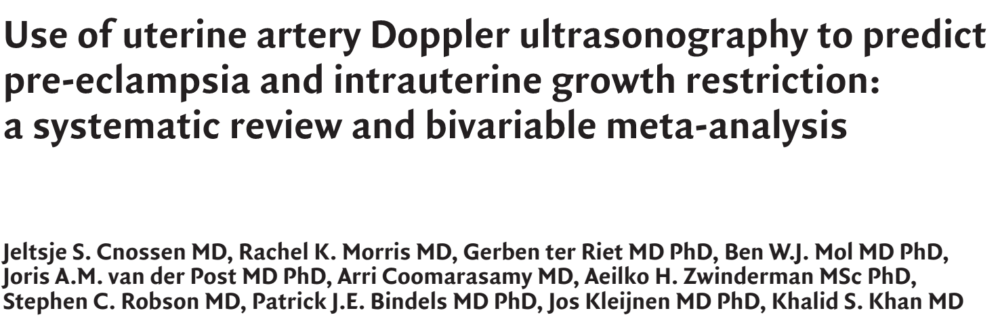 Use of uterine artery Doppler ultrasonography to predict
pre-eclampsia and intrauterine growth restriction:
a systematic review and bivariable meta-analysis
Jeltsje S. Cnossen MD, Rachel K. Morris MD, Gerben ter Riet MD PhD, Ben W.J. Mol MD PhD,
Joris A.M. van der Post MD PhD, Arri Coomarasamy MD, Aeilko H. Zwinderman MSc PhD,
Stephen C. Robson MD, Patrick J.E. Bindels MD PhD, Jos Kleijnen MD PhD, Khalid S. Khan MD